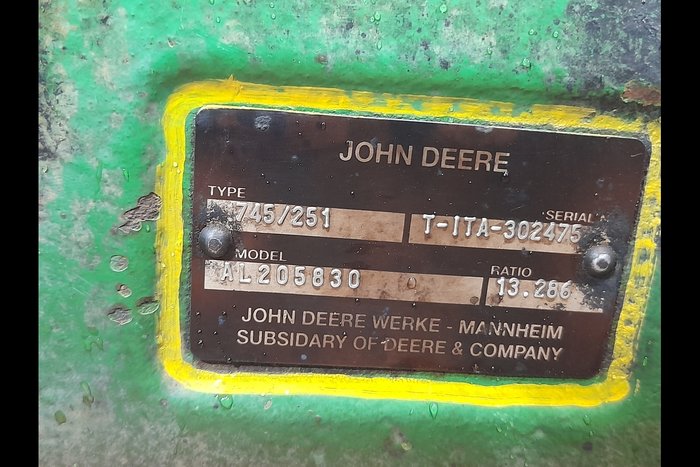 JOHN DEERE
TYPE
745/251
SERIAL N
T-ITA-302475
MODEL
AL205830
RATIO
13.286
JOHN DEERE WERKE - MANNHEIM
SUBSIDARY OF DEERE & COMPANY